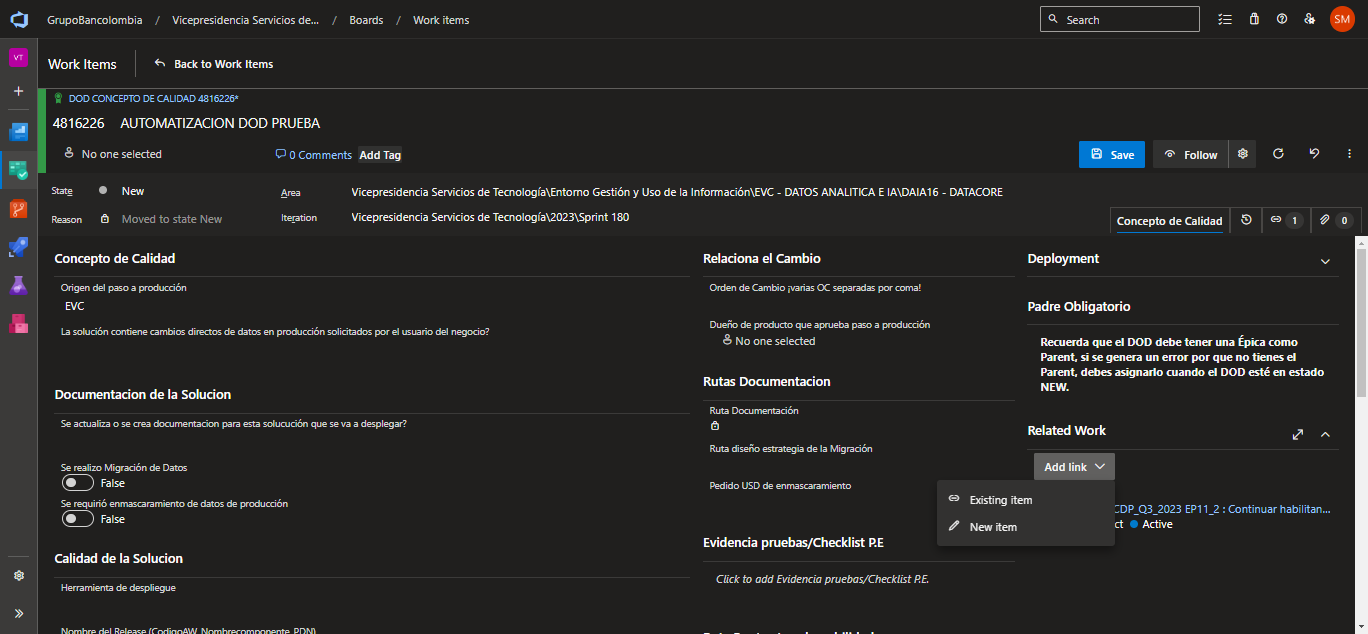 GrupoBancolombia / Vicepresidencia Servicios de... / Boards / Work items
Search
SM
VT
Work Items
Back to Work Items
DOD CONCEPTO DE CALIDAD 4816226*
4816226 AUTOMATIZACION DOD PRUEBA
No one selected
0 Comments
Add Tag
Save
Follow
State
New
Area
Vicepresidencia Servicios de Tecnología\Entorno Gestión y Uso de la Información\EVC - DATOS ANALITICA E IA\DAIA16 - DATACORE
Reason
Moved to state New
Iteration
Vicepresidencia Servicios de Tecnología\2023\Sprint 180
Concepto de Calidad
1
0
Concepto de Calidad
Origen del paso a producción
EVC
La solución contiene cambios directos de datos en producción solicitados por el usuario del negocio?
Documentacion de la Solucion
Se actualiza o se crea documentacion para esta solucución que se va a desplegar?
Se realizo Migración de Datos
False
Se requirió enmascaramiento de datos de producción
False
Calidad de la Solucion
Herramienta de despliegue
Nombre del Release (CodigoAW_Nombrecomponente_PDN)
Relaciona el Cambio
Orden de Cambio ¡varias OC separadas por coma!
Dueño de producto que aprueba paso a producción
No one selected
Rutas Documentacion
Ruta Documentación
Ruta diseño estrategia de la Migración
Pedido USD de enmascaramiento
Evidencia pruebas/Checklist P.E
Click to add Evidencia pruebas/Checklist P.E.
Deployment
Padre Obligatorio
Recuerda que el DOD debe tener una Épica como
Parent, si se genera un error por que no tienes el
Parent, debes asignarlo cuando el DOD esté en estado
NEW.
Related Work
Add link
Existing item
New item
CDP_Q3_2023 EP11_2 : Continuar habilitan...
ct
Active